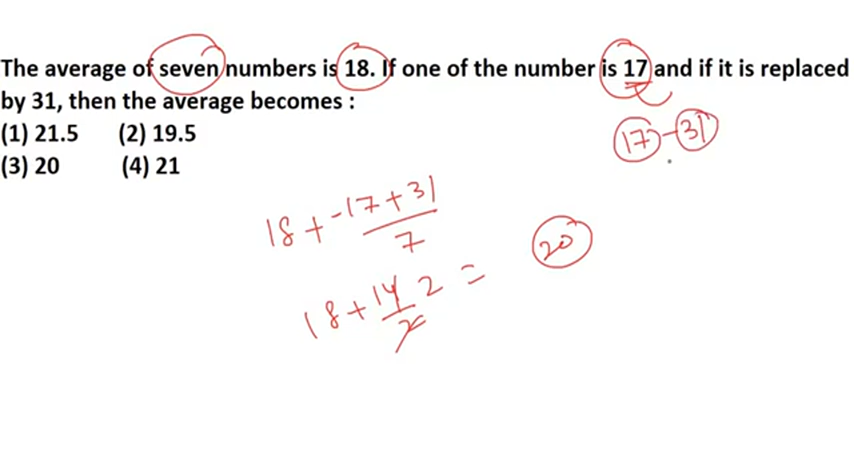 The average of seven numbers is 18. If one of the number is 17 and if it is replaced
by 31, then the average becomes :
(1) 21.5 (2) 19.5
(3) 20 (4) 21
17 - 31
18 + -17+31/7
18 + 14/7 2 = 20